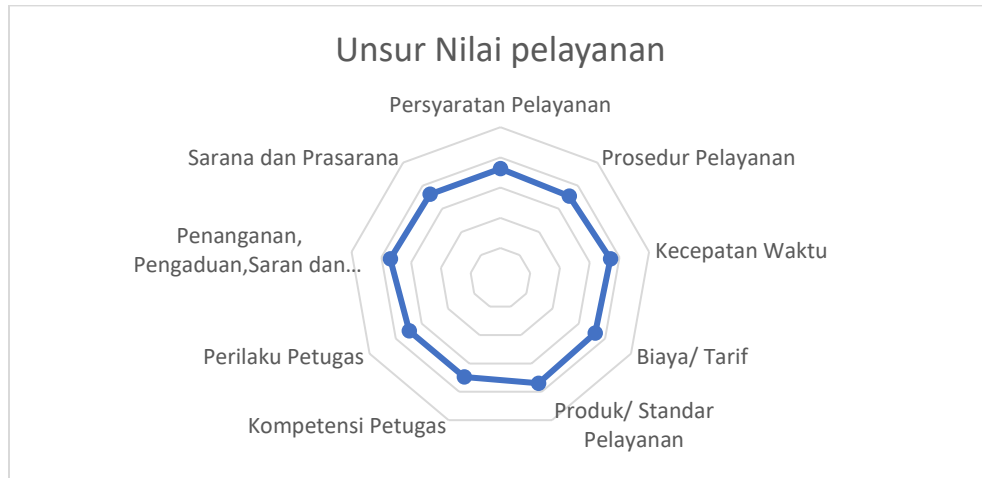 Unsur Nilai pelayanan
Persyaratan Pelayanan
Prosedur Pelayanan
Kecepatan Waktu
Biaya/ Tarif
Produk/ Standar
Pelayanan
Kompetensi Petugas
Perilaku Petugas
Penanganan,
Pengaduan,Saran dan...
Sarana dan Prasarana